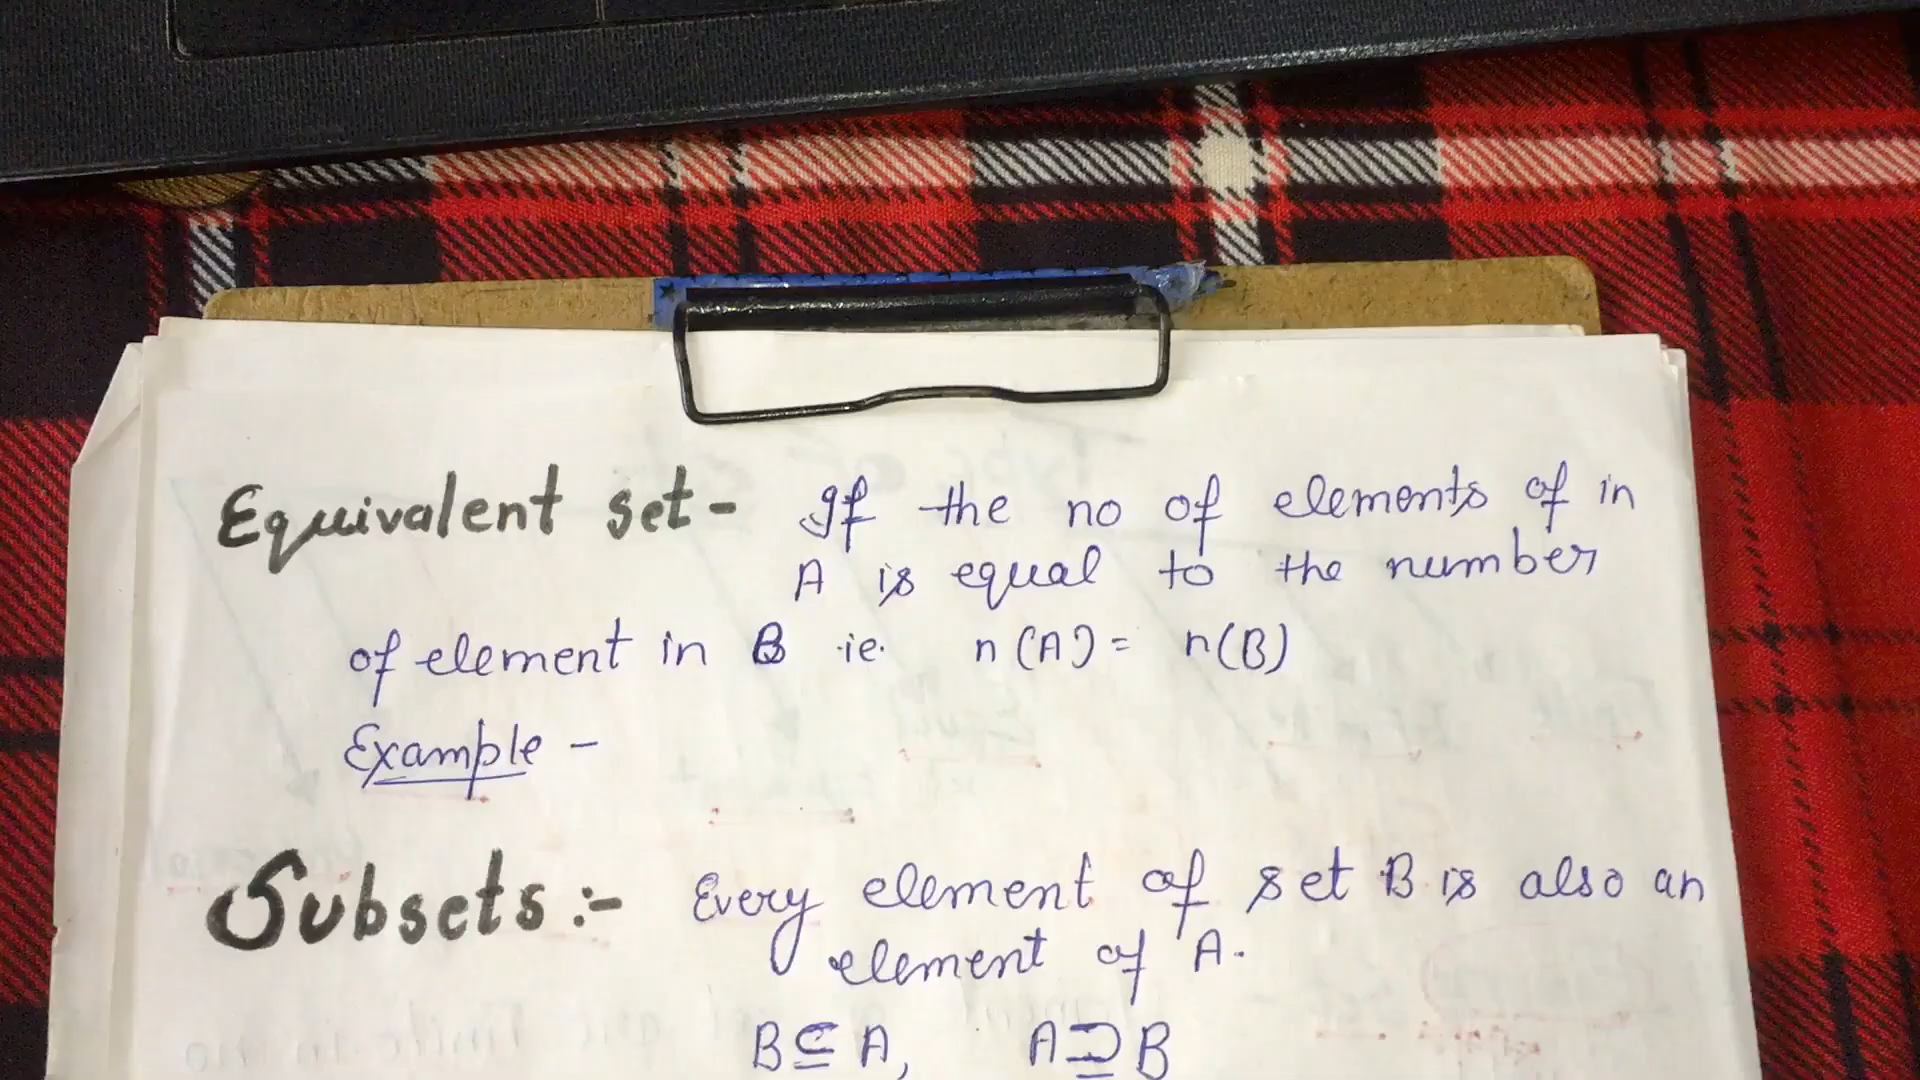 Equivalent set - If the no of elements of in
A is equal to the number
of element in B ie. n(A) = n(B)
Example -
Subsets :- Every element of set B is also an
element of A.
B ⊆ A, A ⊇ B